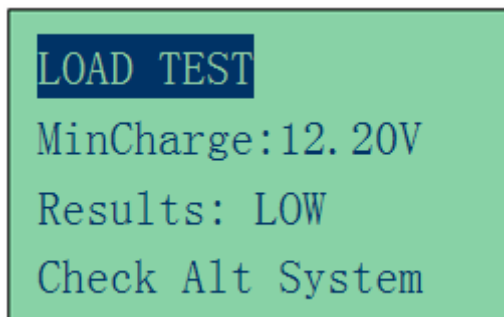 LOAD TEST
MinCharge:12.20V
Results: LOW
Check Alt System